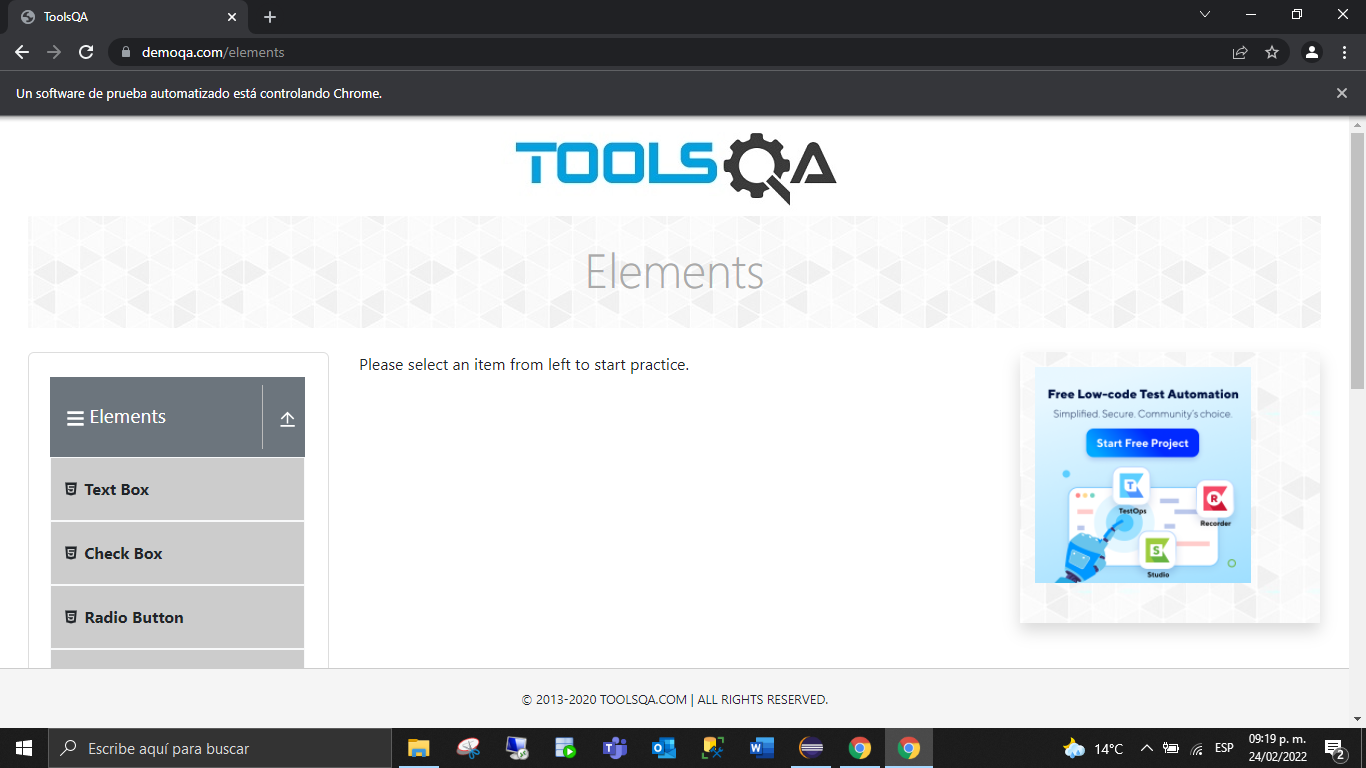 ToolsQA
demoqa.com/elements
Un software de prueba automatizado está controlando Chrome.
TOOLSQA
Elements
Elements
Text Box
Check Box
Radio Button
Please select an item from left to start practice.
Free Low-code Test Automation
Simplified. Secure. Community's choice.
Start Free Project
TestOps
Recorder
Studio
© 2013-2020 TOOLSQA.COM | ALL RIGHTS RESERVED.
Escribe aquí para buscar
14°C
ESP
09:19 p. m.
24/02/2022
2